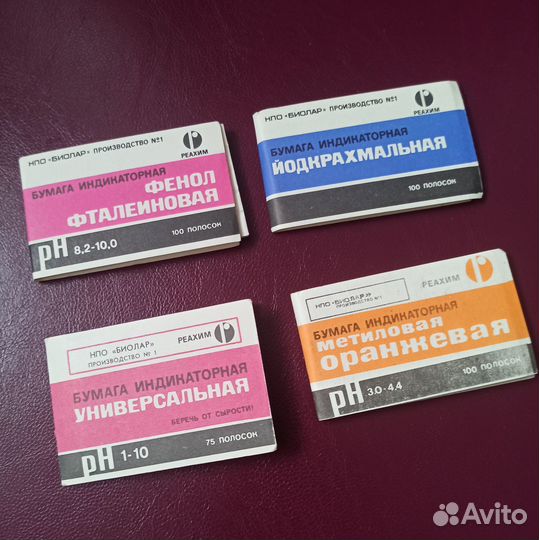 НПО «БИОЛАР» ПРОИЗВОДСТВО №1
РЕАХИМ
БУМАГА ИНДИКАТОРНАЯ
ФЕНОЛ
ФТАЛЕИНОВАЯ
100 ПОЛОСОК
pH 8,2-10,0
НПО «БИОЛАР» ПРОИЗВОДСТВО №1
РЕАХИМ
БУМАГА ИНДИКАТОРНАЯ
ЙОДКРАХМАЛЬНАЯ
100 ПОЛОСОК
НПО «БИОЛАР»
ПРОИЗВОДСТВО № 1
РЕАХИМ
БУМАГА ИНДИКАТОРНАЯ
УНИВЕРСАЛЬНАЯ
БЕРЕЧЬ ОТ СЫРОСТИ!
75 ПОЛОСОК
pH 1-10
НПО «БИОЛАР»
ПРОИЗВОДСТВО №1
РЕАХИМ
БУМАГА ИНДИКАТОРНАЯ
метиловая
оранжевая
100 ПОЛОСОК
pH 3,0-4,4
Avito